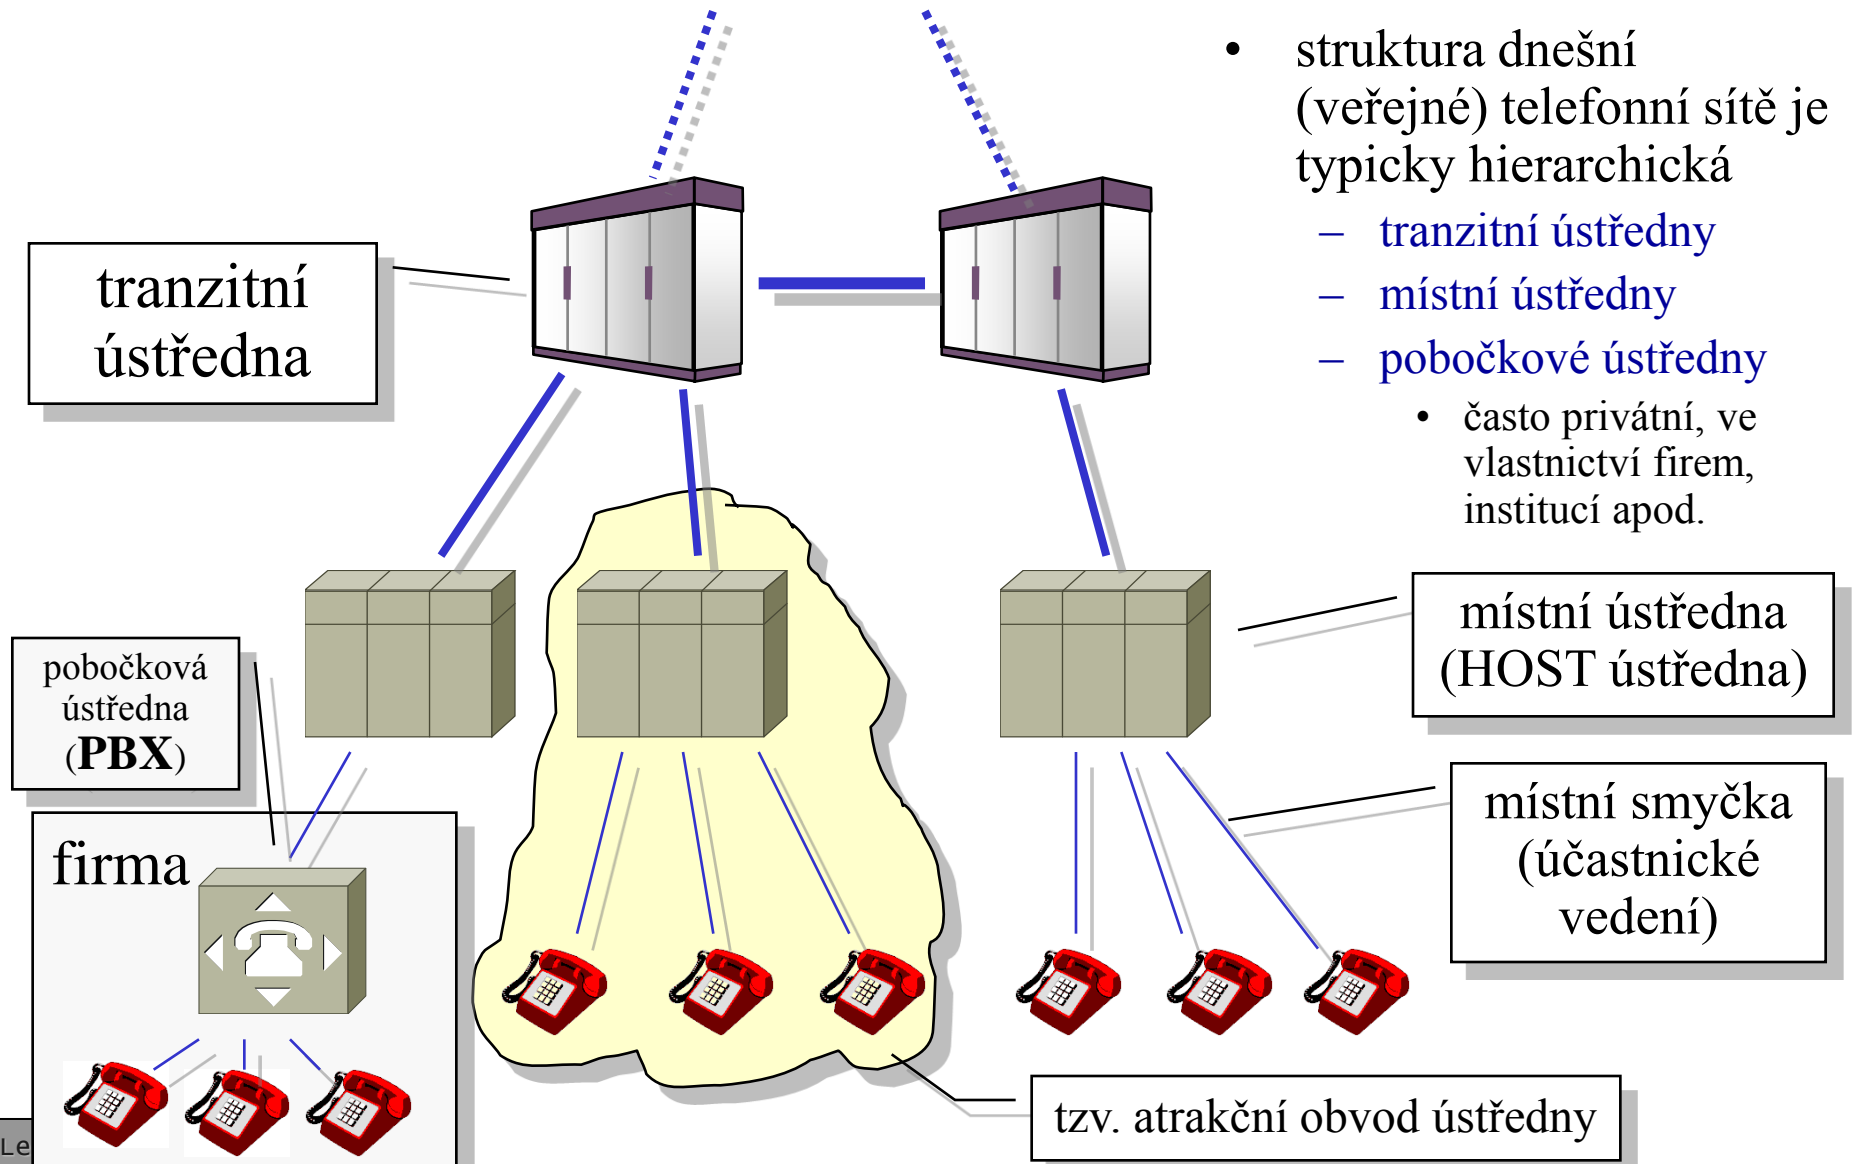 • struktura dnešní
(veřejné) telefonní sítě je
typicky hierarchická
– tranzitní ústředny
– místní ústředny
– pobočkové ústředny
• často privátní, ve
vlastnictví firem,
institucí apod.
tranzitní
ústředna
místní ústředna
(HOST ústředna)
pobočková
ústředna
(PBX)
místní smyčka
(účastnické
vedení)
firma
tzv. atrakční obvod ústředny
Le